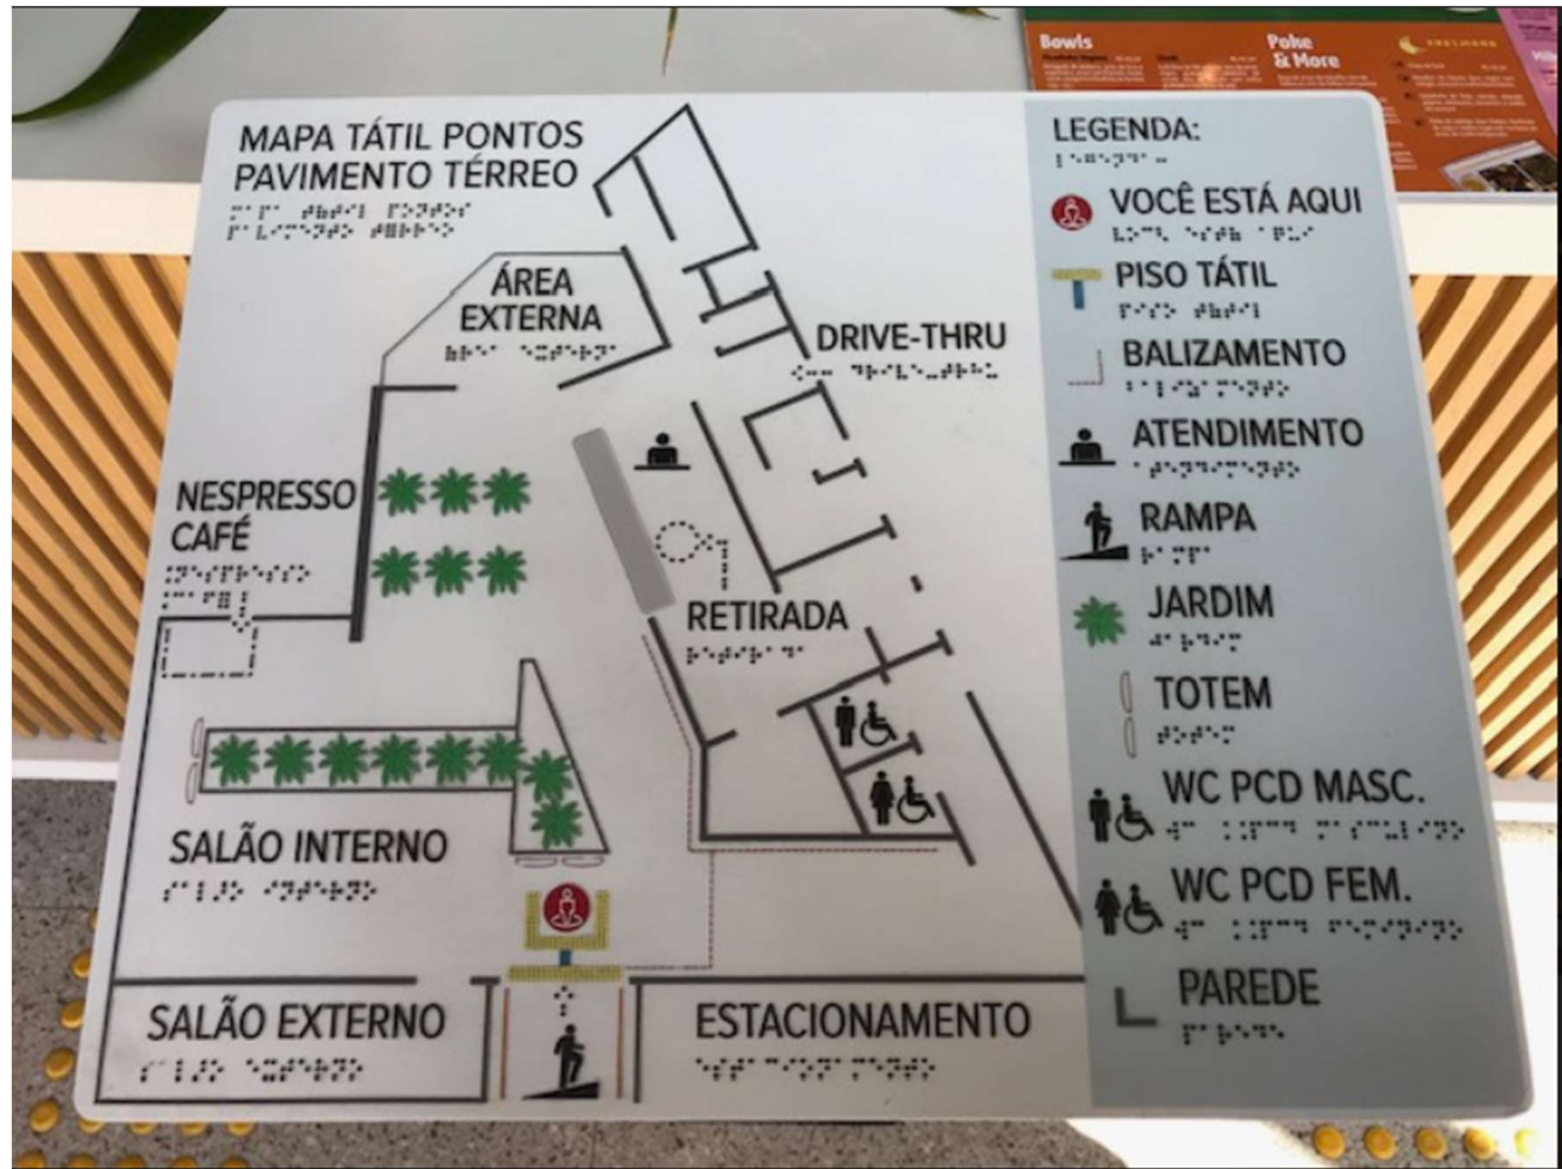 Bowls
Poke
& More
MAPA TÁTIL PONTOS
PAVIMENTO TÉRREO
ÁREA
EXTERNA
DRIVE-THRU
NESPRESSO
CAFÉ
RETIRADA
SALÃO INTERNO
SALÃO EXTERNO
ESTACIONAMENTO
LEGENDA:
VOCÊ ESTÁ AQUI
PISO TÁTIL
BALIZAMENTO
ATENDIMENTO
RAMPA
JARDIM
TOTEM
WC PCD MASC.
WC PCD FEM.
PAREDE